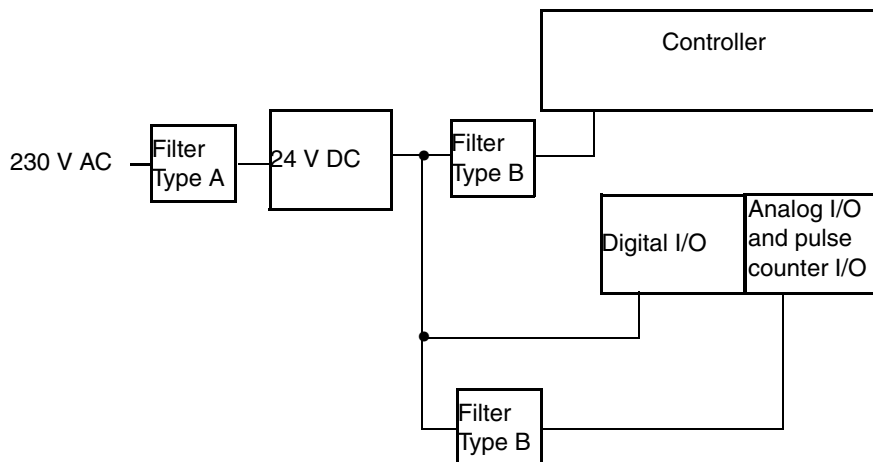 Controller
230 V AC
Filter
Type A
24 V DC
Filter
Type B
Digital I/O
Analog I/O
and pulse
counter I/O
Filter
Type B